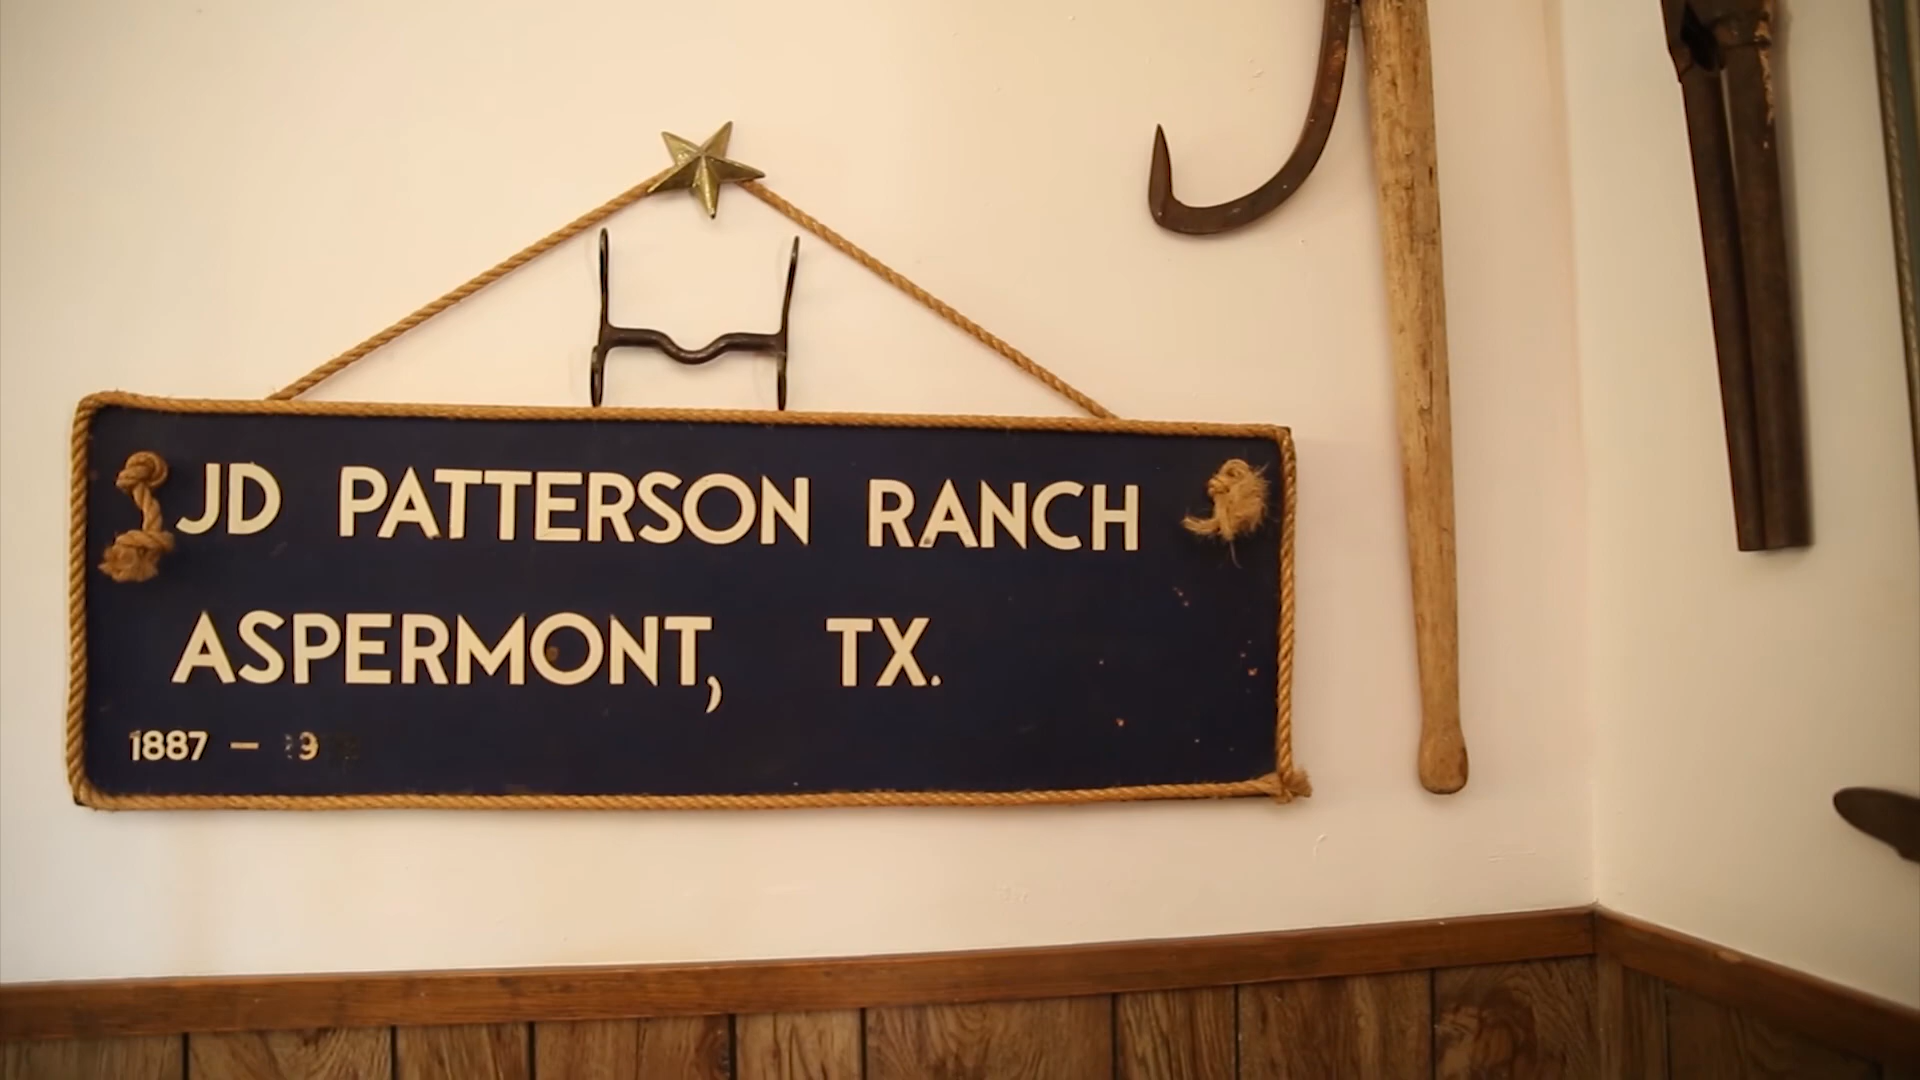 JD PATTERSON RANCH
ASPERMONT, TX.
1887 —